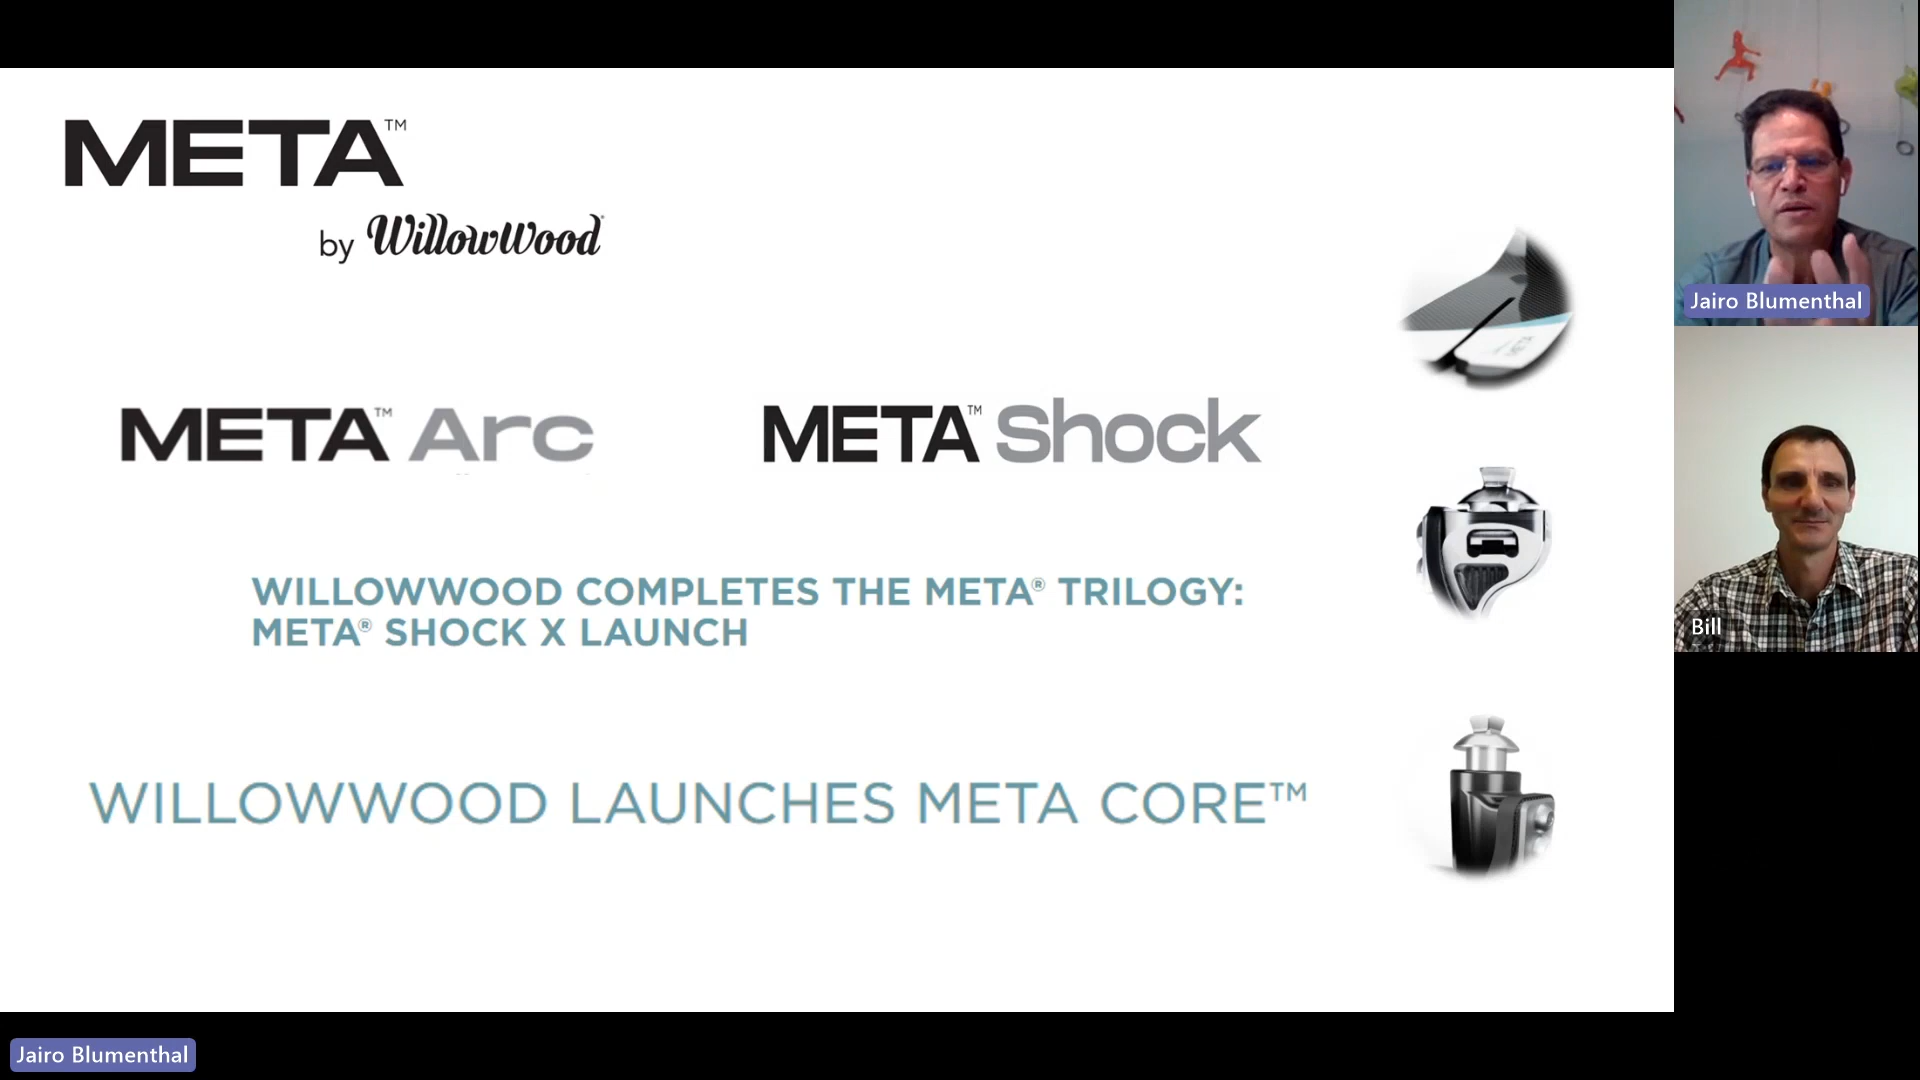 META™
by WillowWood
META™ Arc
META™ Shock
WILLOWWOOD COMPLETES THE META® TRILOGY:
META® SHOCK X LAUNCH
WILLOWWOOD LAUNCHES META CORE™
Jairo Blumenthal
Bill
Jairo Blumenthal